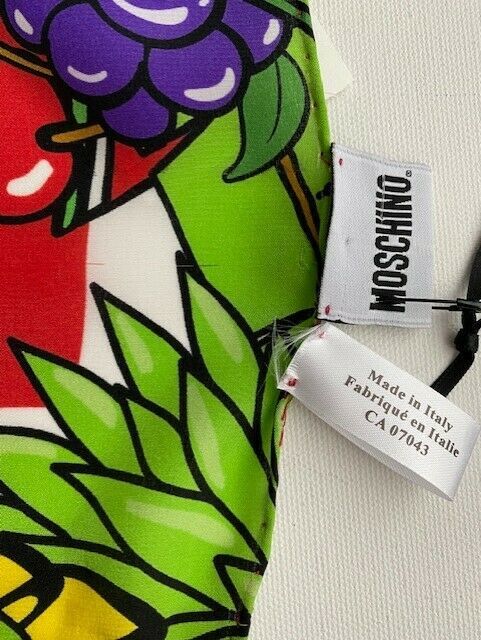 MOSCHINO®
Made in Italy
Fabriqué en Italie
CA 07043